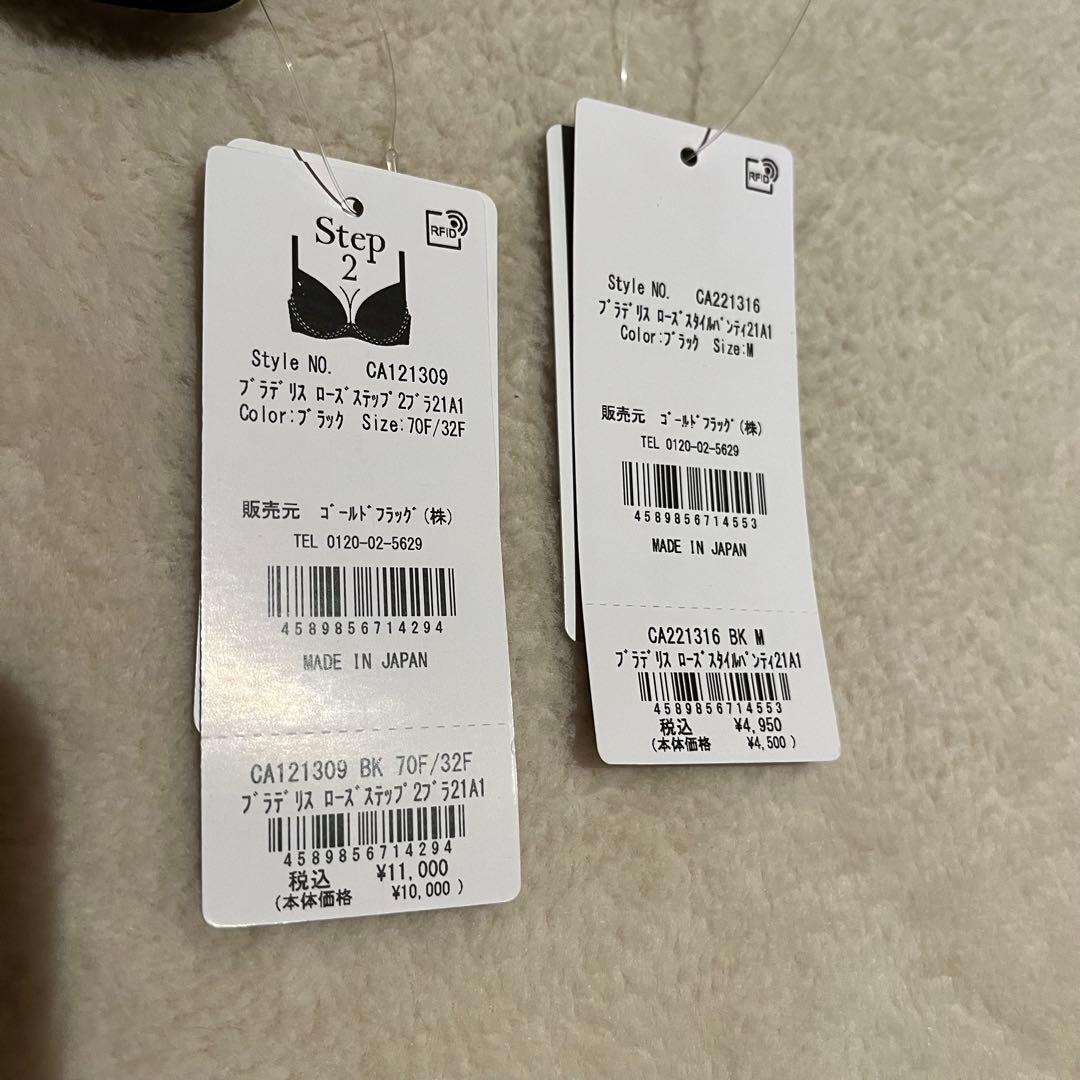 Step
2
RFID
Style NO. CA121309
ﾌﾞﾗﾃﾞﾘｽ ﾛｰｽﾞｽﾃｯﾌﾟ2ﾌﾞﾗ21A1
Color:ﾌﾞﾗｯｸ Size:70F/32F
販売元 ｺﾞｰﾙﾄﾞﾌﾗｯｸﾞ(株)
TEL 0120-02-5629
4589856714294
MADE IN JAPAN
CA121309 BK 70F/32F
ﾌﾞﾗﾃﾞﾘｽ ﾛｰｽﾞｽﾃｯﾌﾟ2ﾌﾞﾗ21A1
4589856714294
税込 ¥11,000
(本体価格 ¥10,000 )
RFID
Style NO. CA221316
ﾌﾞﾗﾃﾞﾘｽ ﾛｰｽﾞｽﾀｲﾙﾊﾟﾝﾃｨ21A1
Color:ﾌﾞﾗｯｸ Size:M
販売元 ｺﾞｰﾙﾄﾞﾌﾗｯｸﾞ(株)
TEL 0120-02-5629
4589856714553
MADE IN JAPAN
CA221316 BK M
ﾌﾞﾗﾃﾞﾘｽ ﾛｰｽﾞｽﾀｲﾙﾊﾟﾝﾃｨ21A1
4589856714553
税込 ¥4,950
(本体価格 ¥4,500 )